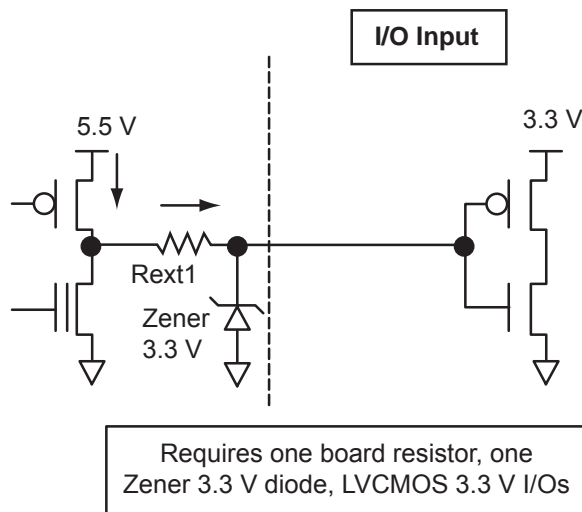 I/O Input
5.5 V
3.3 V
Rext1
Zener
3.3 V
Requires one board resistor, one
Zener 3.3 V diode, LVCMOS 3.3 V I/Os